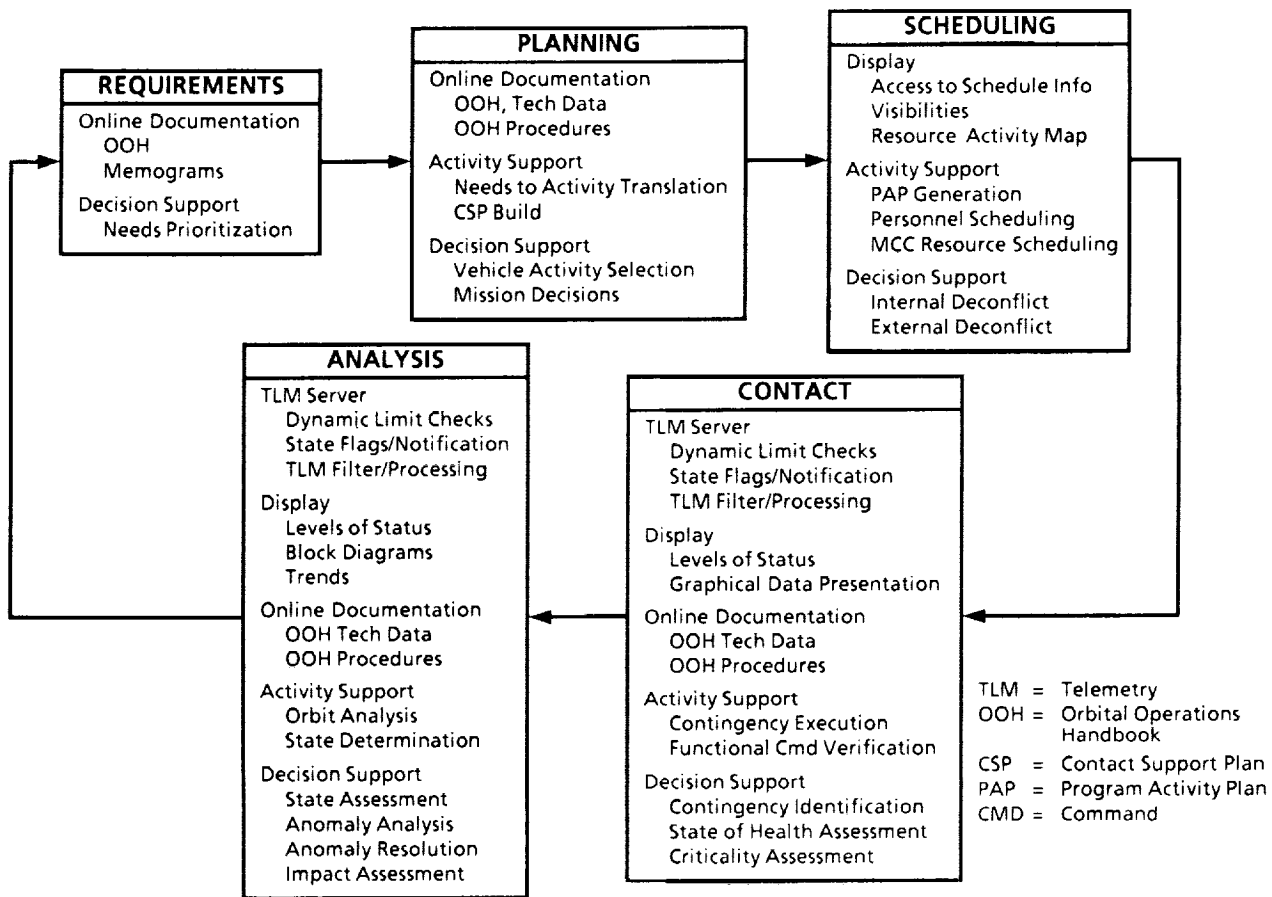 REQUIREMENTS
Online Documentation
OOH
Memograms
Decision Support
Needs Prioritization
PLANNING
Online Documentation
OOH, Tech Data
OOH Procedures
Activity Support
Needs to Activity Translation
CSP Build
Decision Support
Vehicle Activity Selection
Mission Decisions
SCHEDULING
Display
Access to Schedule Info
Visibilities
Resource Activity Map
Activity Support
PAP Generation
Personnel Scheduling
MCC Resource Scheduling
Decision Support
Internal Deconflict
External Deconflict
ANALYSIS
TLM Server
Dynamic Limit Checks
State Flags/Notification
TLM Filter/Processing
Display
Levels of Status
Block Diagrams
Trends
Online Documentation
OOH Tech Data
OOH Procedures
Activity Support
Orbit Analysis
State Determination
Decision Support
State Assessment
Anomaly Analysis
Anomaly Resolution
Impact Assessment
CONTACT
TLM Server
Dynamic Limit Checks
State Flags/Notification
TLM Filter/Processing
Display
Levels of Status
Graphical Data Presentation
Online Documentation
OOH Tech Data
OOH Procedures
Activity Support
Contingency Execution
Functional Cmd Verification
Decision Support
Contingency Identification
State of Health Assessment
Criticality Assessment
TLM = Telemetry
OOH = Orbital Operations
Handbook
CSP = Contact Support Plan
PAP = Program Activity Plan
CMD = Command